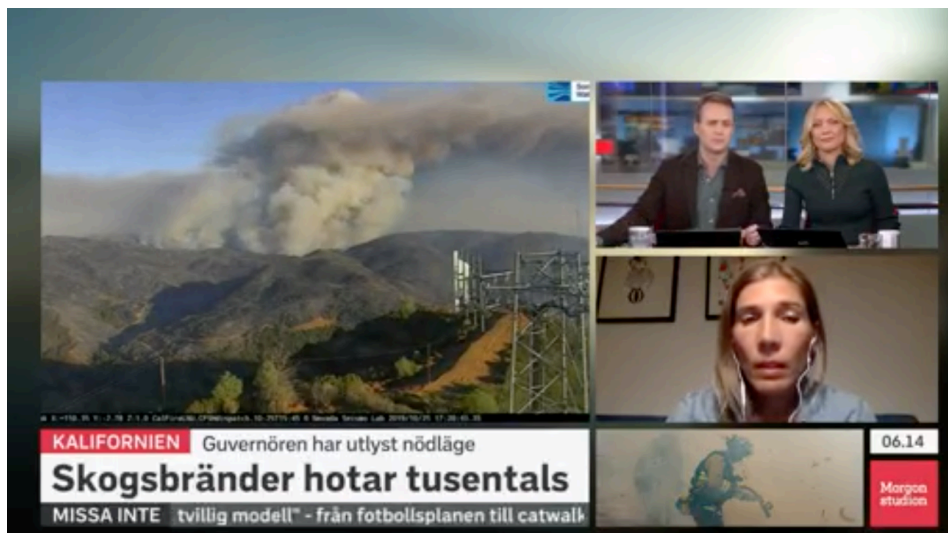 KALIFORNIEN Guvernören har utlyst nödläge
Skogsbränder hotar tusentals
MISSA INTE tvillig modell" - från fotbollsplanen till catwalk
06.14
Morgon
studion